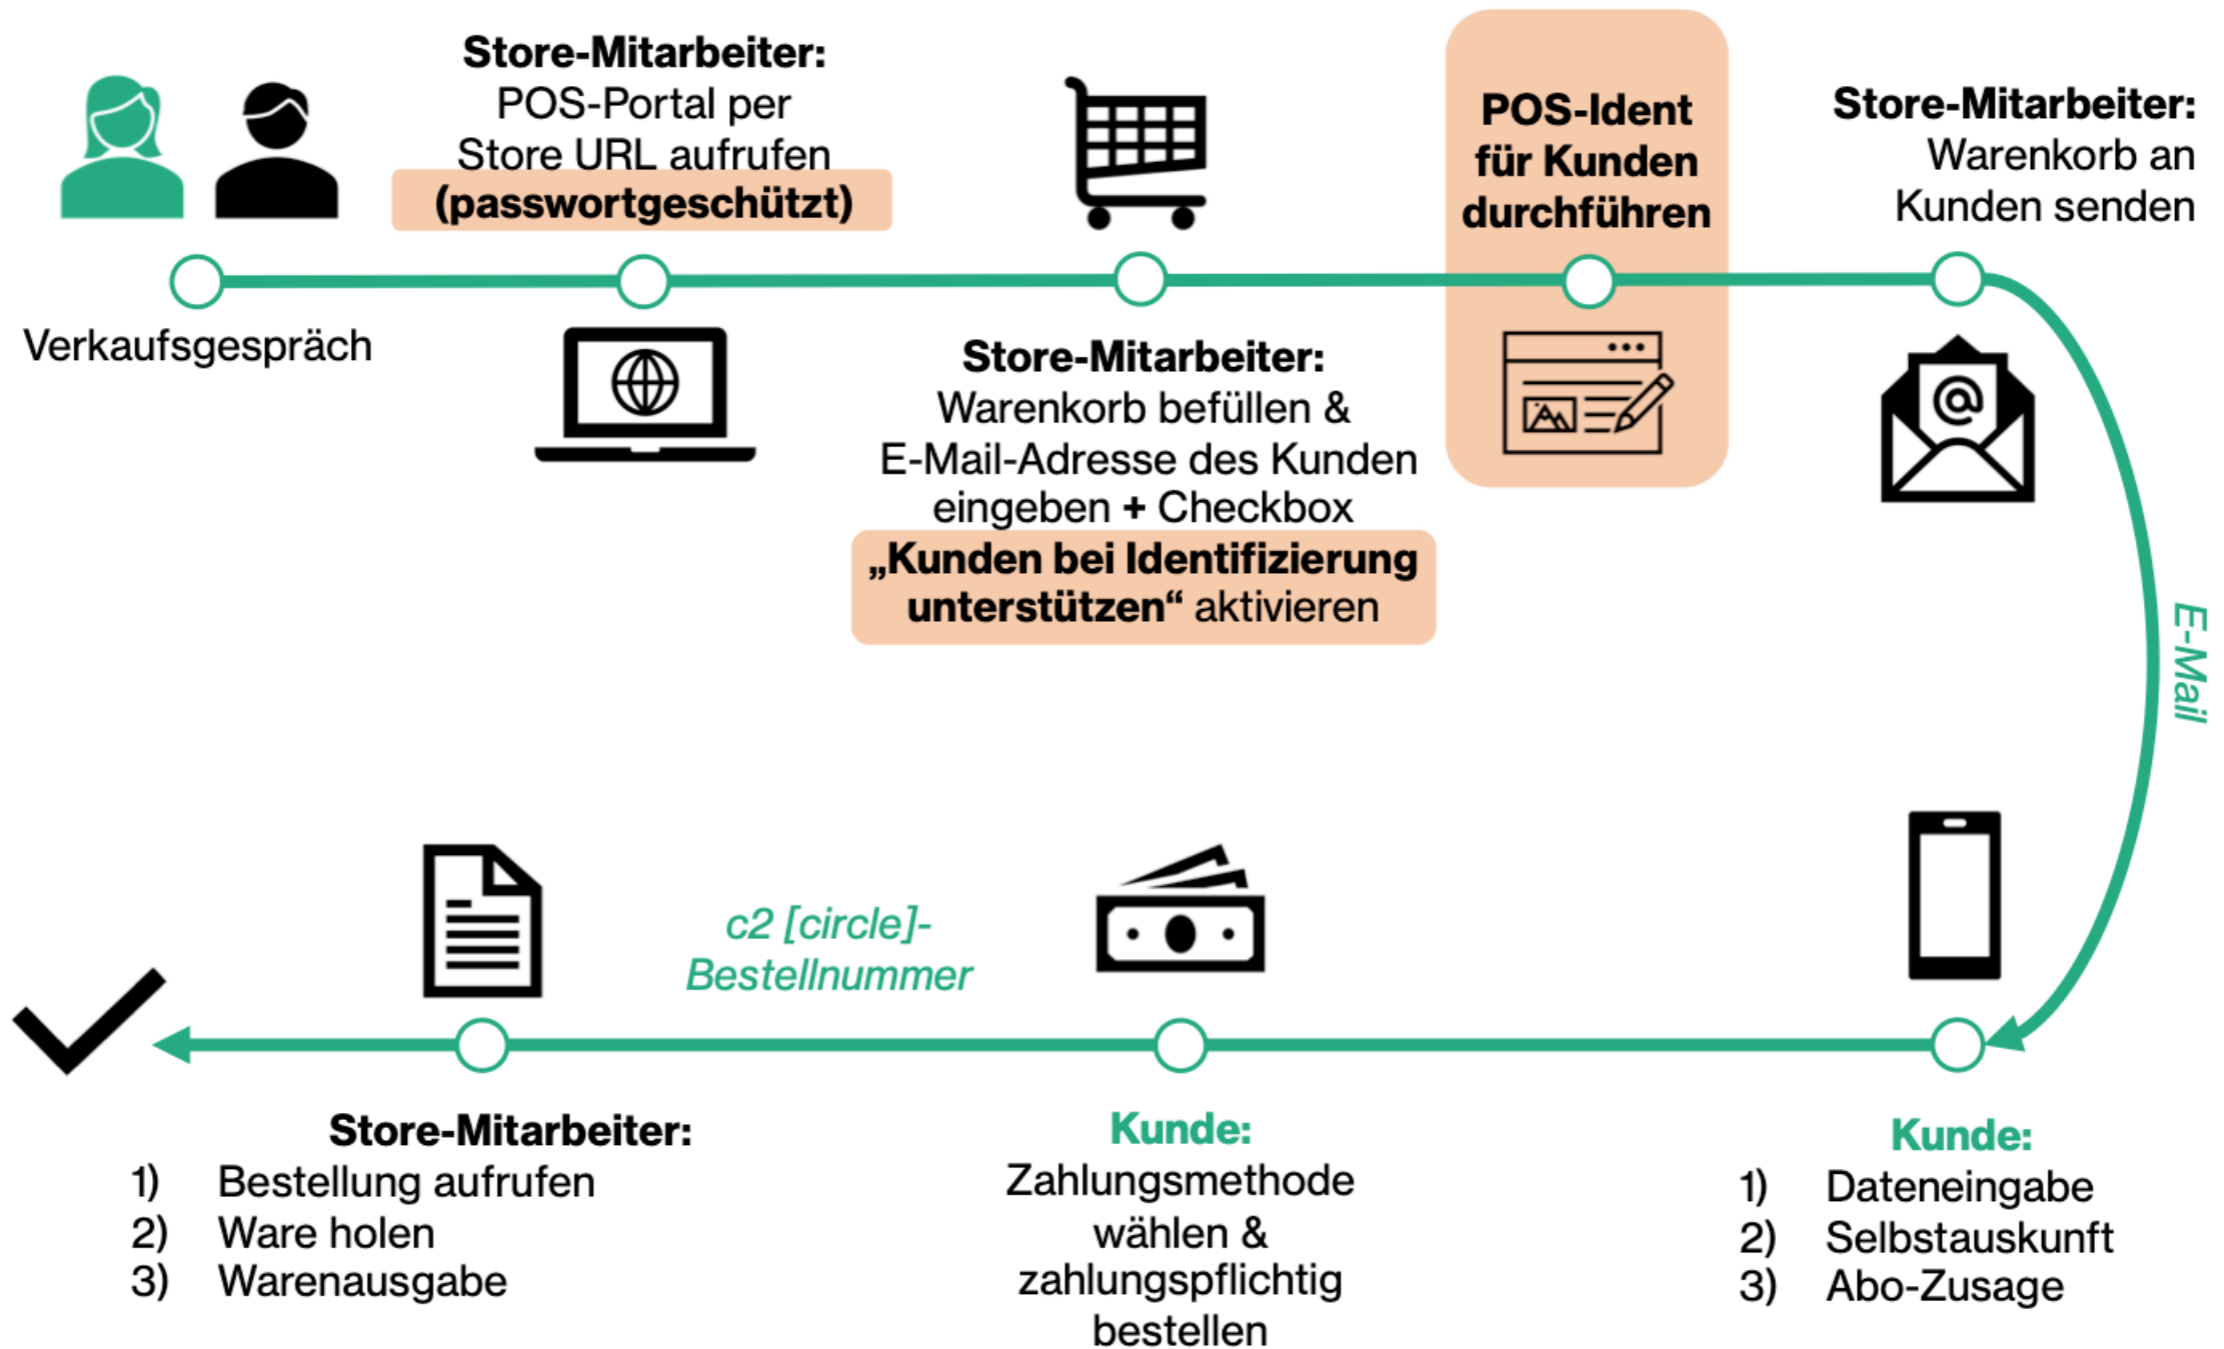 Verkaufsgespräch
Store-Mitarbeiter:
POS-Portal per
Store URL aufrufen
(passwortgeschützt)
Store-Mitarbeiter:
Warenkorb befüllen &
E-Mail-Adresse des Kunden
eingeben + Checkbox
„Kunden bei Identifizierung
unterstützen“ aktivieren
POS-Ident
für Kunden
durchführen
Store-Mitarbeiter:
Warenkorb an
Kunden senden
@
E-Mail
Kunde:
1) Dateneingabe
2) Selbstauskunft
3) Abo-Zusage
Kunde:
Zahlungsmethode
wählen &
zahlungspflichtig
bestellen
c2 [circle]-
Bestellnummer
Store-Mitarbeiter:
1) Bestellung aufrufen
2) Ware holen
3) Warenausgabe